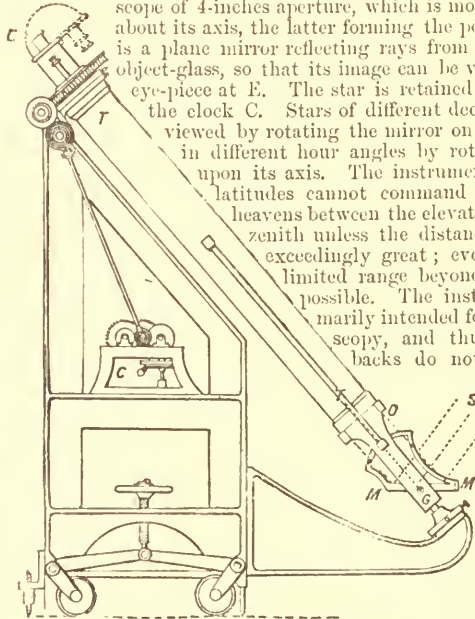 scope of 4-inches aperture, which is mo
about its axis, the latter forming the p
is a plane mirror reflecting rays from
object-glass, so that its image can be v
eye-piece at E. The star is retained
the clock C. Stars of different dec
viewed by rotating the mirror on
in different hour angles by rot
upon its axis. The instrume
latitudes cannot command
heavens between the elevat
zenith unless the distan
exceedingly great; eve
limited range beyon
possible. The inst
marily intended fo
scopy, and thu
backs do no
C
T
C
O
S
M
G
M